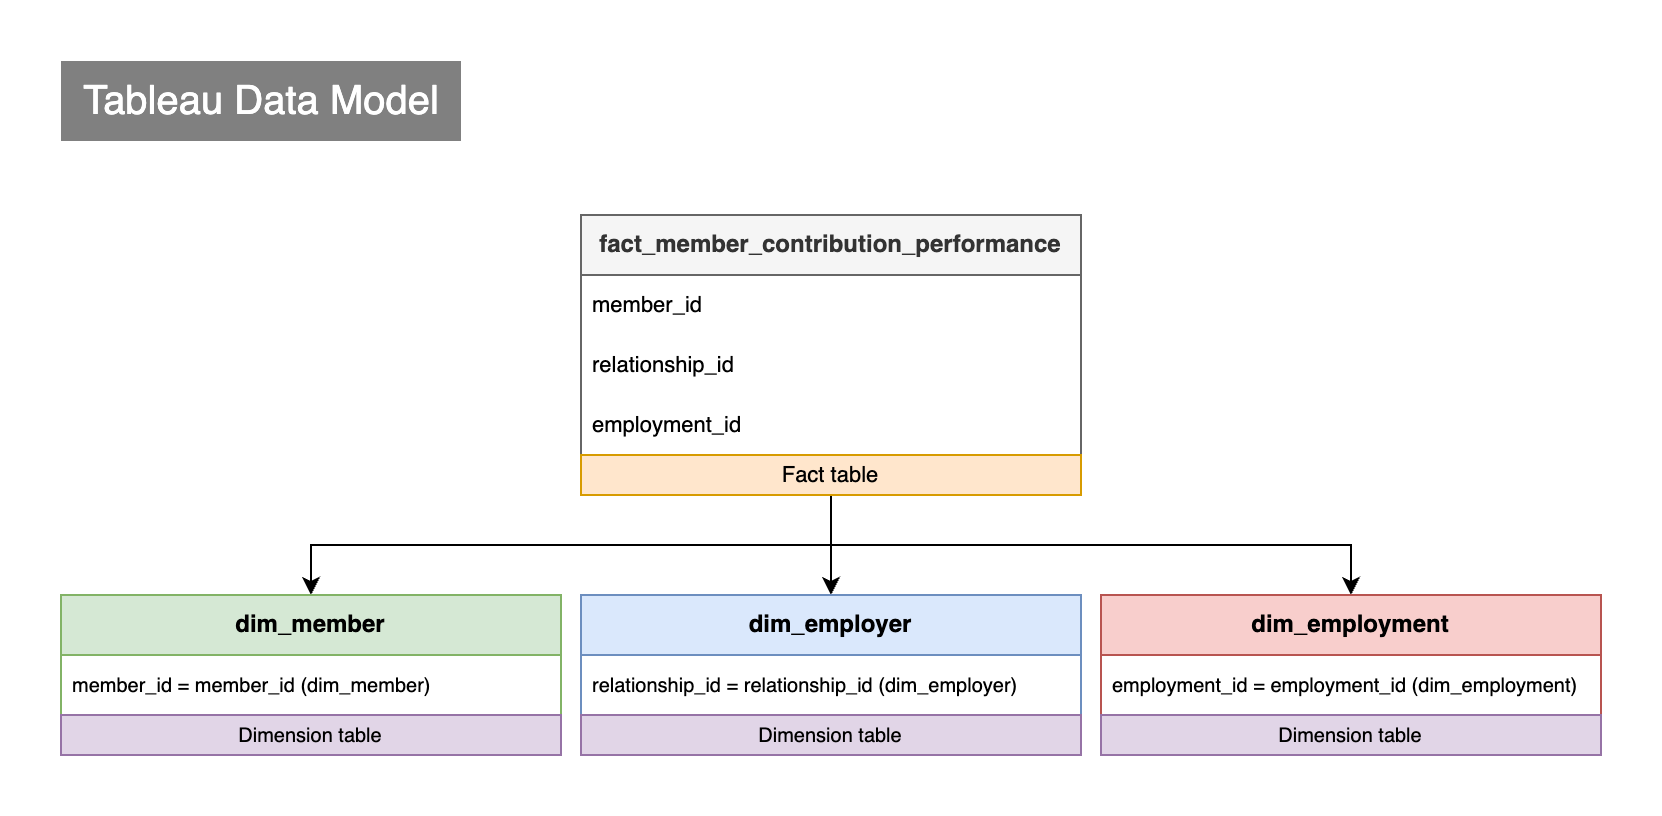 Tableau Data Model
fact_member_contribution_performance
member_id
relationship_id
employment_id
Fact table
dim_member
member_id = member_id (dim_member)
Dimension table
dim_employer
relationship_id = relationship_id (dim_employer)
Dimension table
dim_employment
employment_id = employment_id (dim_employment)
Dimension table